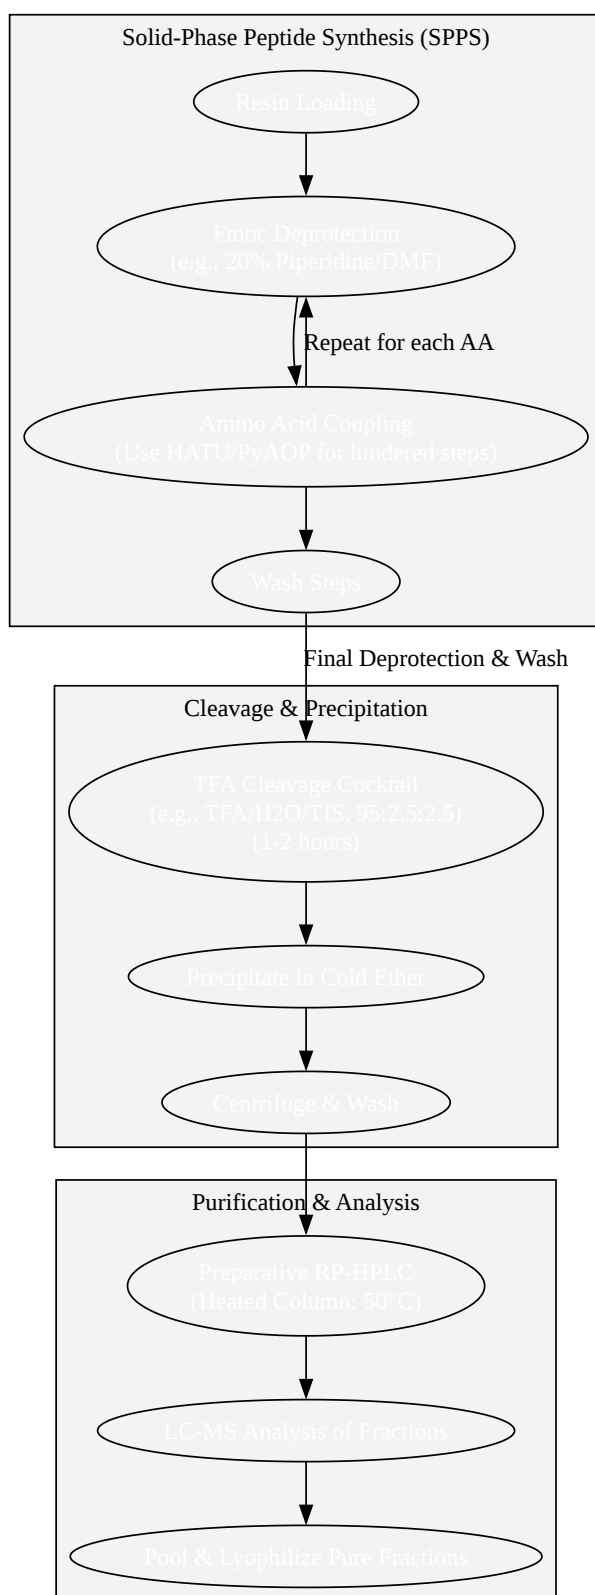 Solid-Phase Peptide Synthesis (SPPS)
Resin Loading
Fmoc Deprotection
(e.g., 20% Piperidine/DMF)
Repeat for each AA
Amino Acid Coupling
(Use HATU/PyAOP for hindered steps)
Wash Steps
Final Deprotection & Wash
Cleavage & Precipitation
TFA Cleavage Cocktail
(e.g., TFA/H2O/TIS, 95:2.5:2.5)
(1-2 hours)
Precipitate in Cold Ether
Centrifuge & Wash
Purification & Analysis
Preparative RP-HPLC
(Heated Column: 50°C)
LC-MS Analysis of Fractions
Pool & Lyophilize Pure Fractions